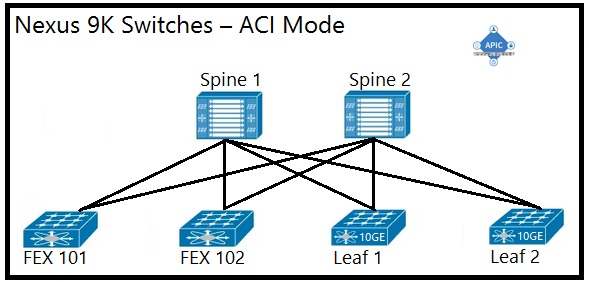 Nexus 9K Switches – ACI Mode
APIC
Spine 1
Spine 2
10GE
10GE
FEX 101
FEX 102
Leaf 1
Leaf 2